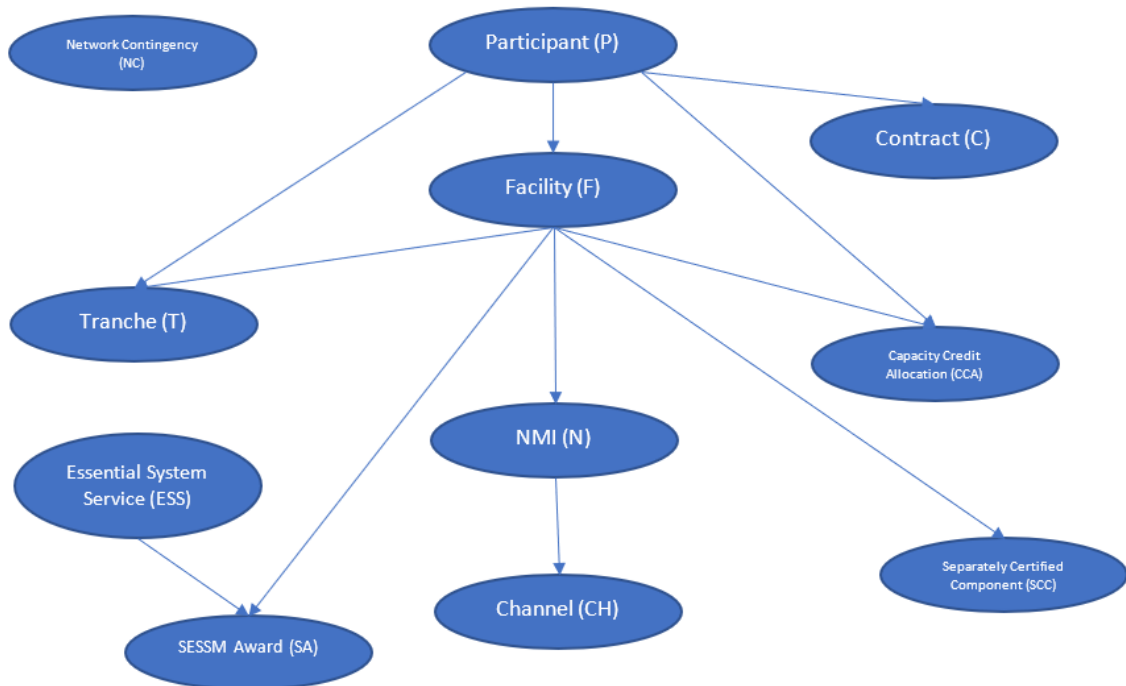 Network Contingency
(NC)
Participant (P)
Contract (C)
Facility (F)
Tranche (T)
Capacity Credit
Allocation (CCA)
NMI (N)
Essential System
Service (ESS)
Separately Certified
Component (SCC)
Channel (CH)
SESSM Award (SA)